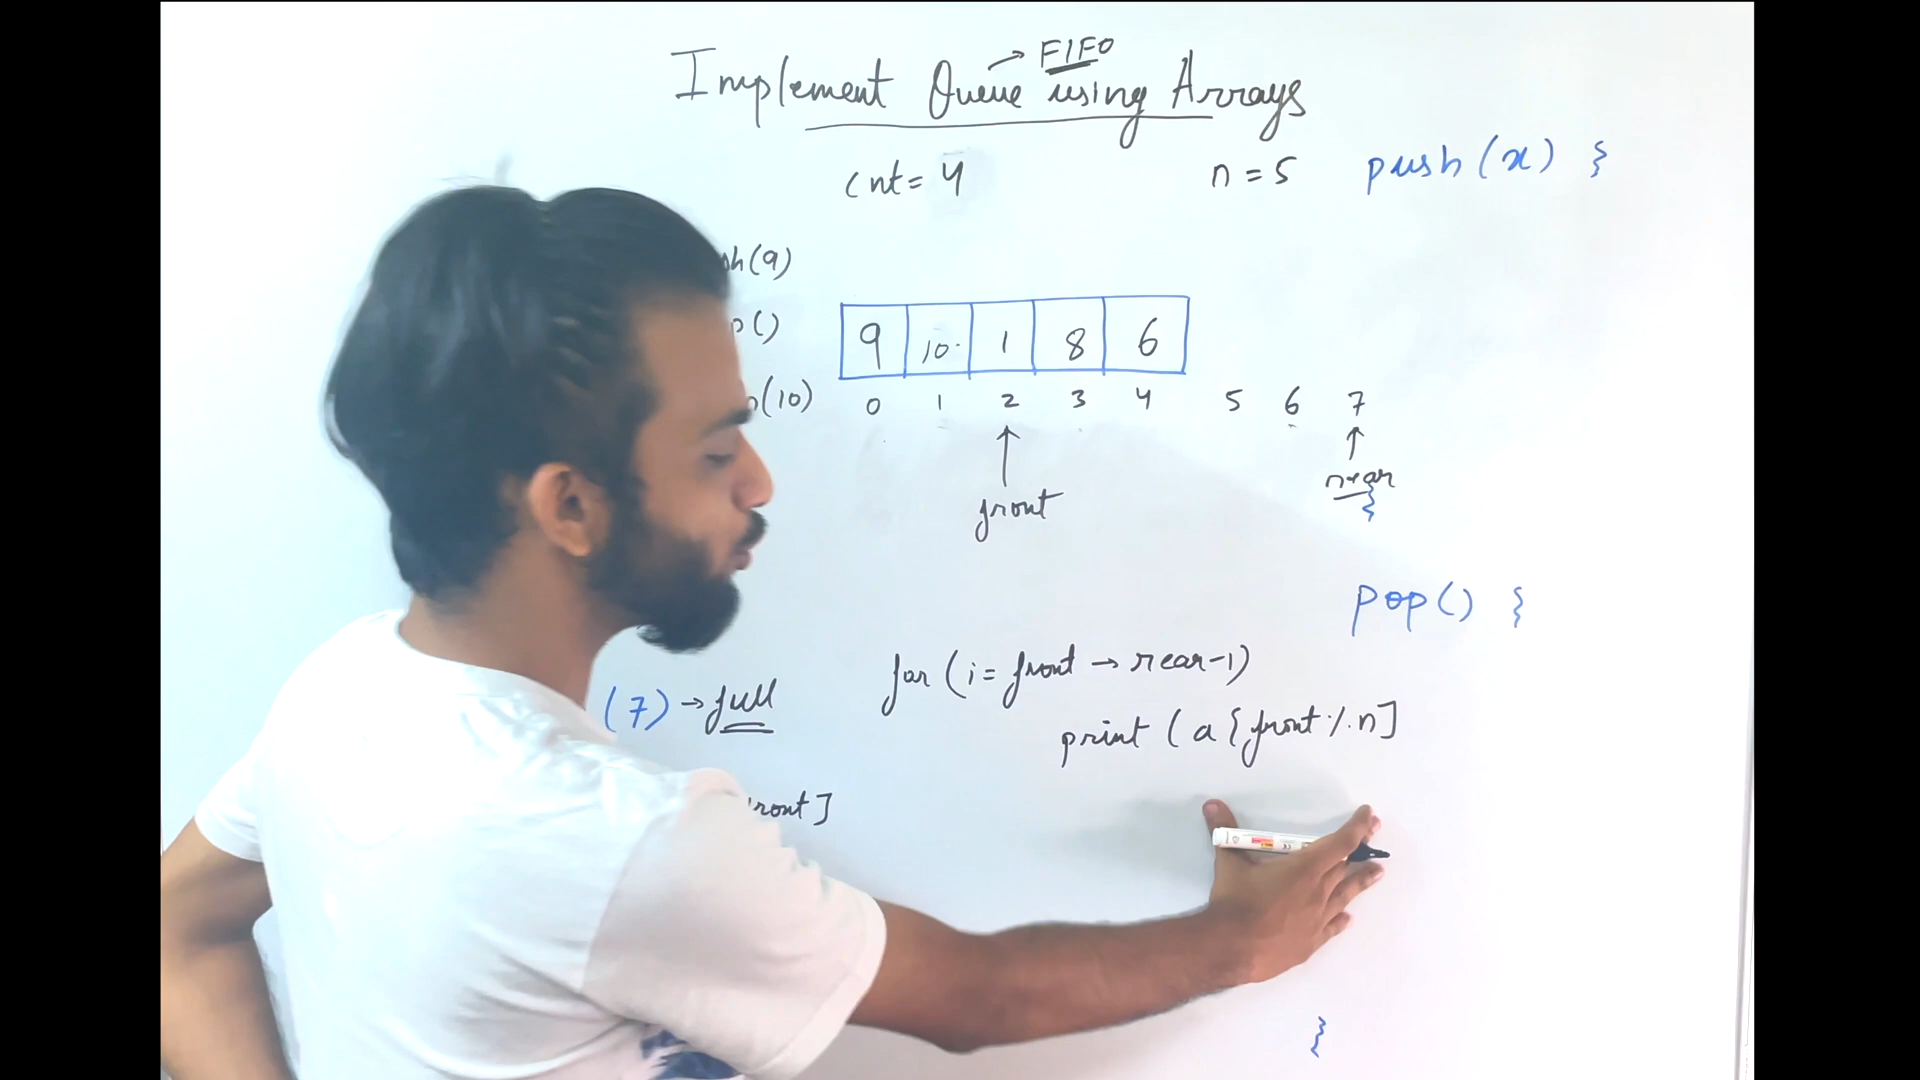 Implement Queue using Arrays
→ FIFO
cnt = 4
n = 5
push(x) {
h(9)
()
(10)
9 10 1 8 6
0 1 2 3 4 5 6 7
front
rear
}
pop() {
for (i = front → rear-1)
(7) → full
print (a[front % n]
ront]
}